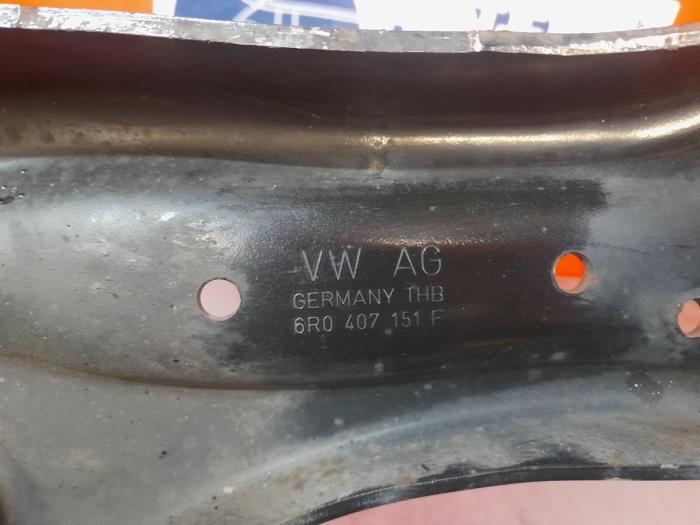 VW AG
GERMANY THB
6R0 407 151 F